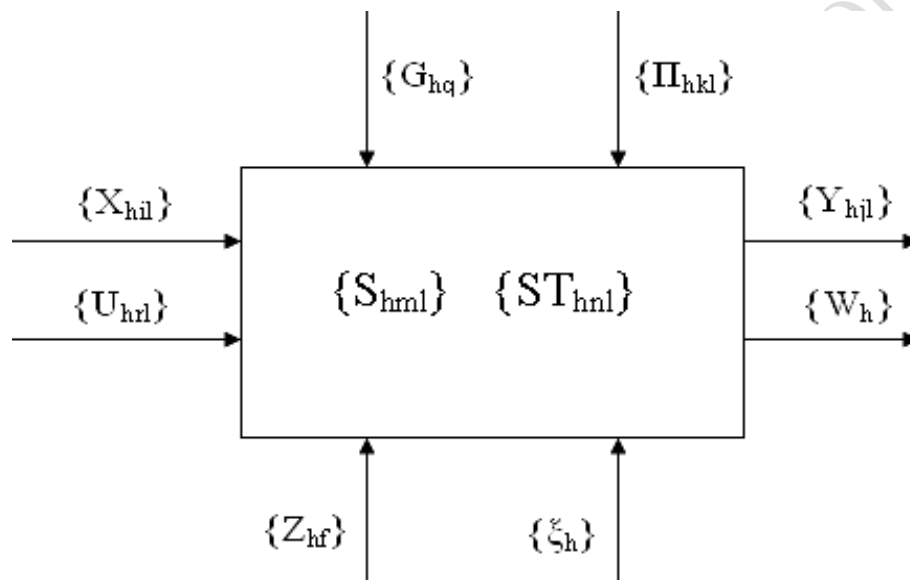 {G_hq} {Π_hkl}
{X_hil} {Y_hjl}
{S_hml} {ST_hnl}
{U_hrl} {W_h}
{Z_hf} {ξ_h}